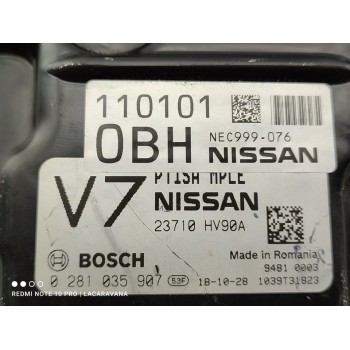 110101
NEC999-076
0BH NISSAN
V7 PTISA MPLE
NISSAN
23710 HV90A
BOSCH
Made in Romania
9481 0003
0 281 035 907 53F 18-10-28 1039T31823
REDMI NOTE 10 PRO | LACARAVANA